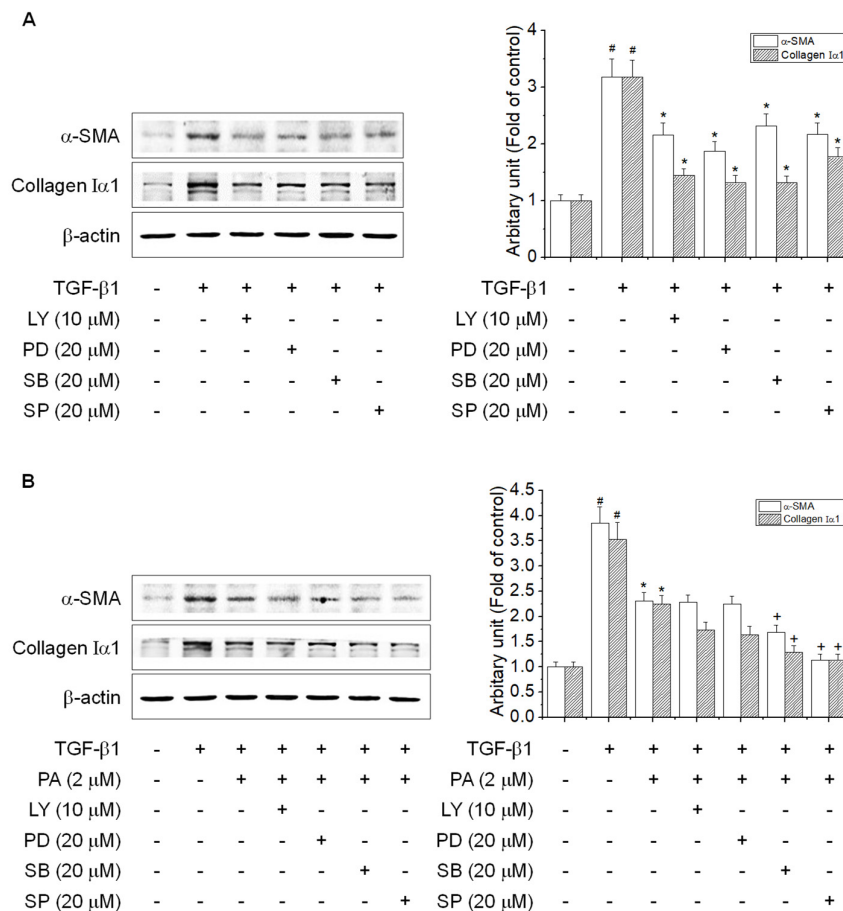 A
α-SMA
Collagen Iα1
β-actin
TGF-β1 - + + + + +
LY (10 μM) - - + - - -
PD (20 μM) - - - + - -
SB (20 μM) - - - - + -
SP (20 μM) - - - - - +
Arbitary unit (Fold of control)
4
3
2
1
0
α-SMA
Collagen Iα1
# #
* *
* *
* *
* *
TGF-β1 - + + + + +
LY (10 μM) - - + - - -
PD (20 μM) - - - + - -
SB (20 μM) - - - - + -
SP (20 μM) - - - - - +
B
α-SMA
Collagen Iα1
β-actin
TGF-β1 - + + + + + +
PA (2 μM) - - + + + + +
LY (10 μM) - - - + - - -
PD (20 μM) - - - - + - -
SB (20 μM) - - - - - + -
SP (20 μM) - - - - - - +
Arbitary unit (Fold of control)
4.5
4.0
3.5
3.0
2.5
2.0
1.5
1.0
0.5
0.0
α-SMA
Collagen Iα1
# #
* *
+ +
+ +
TGF-β1 - + + + + + +
PA (2 μM) - - + + + + +
LY (10 μM) - - - + - - -
PD (20 μM) - - - - + - -
SB (20 μM) - - - - - + -
SP (20 μM) - - - - - - +